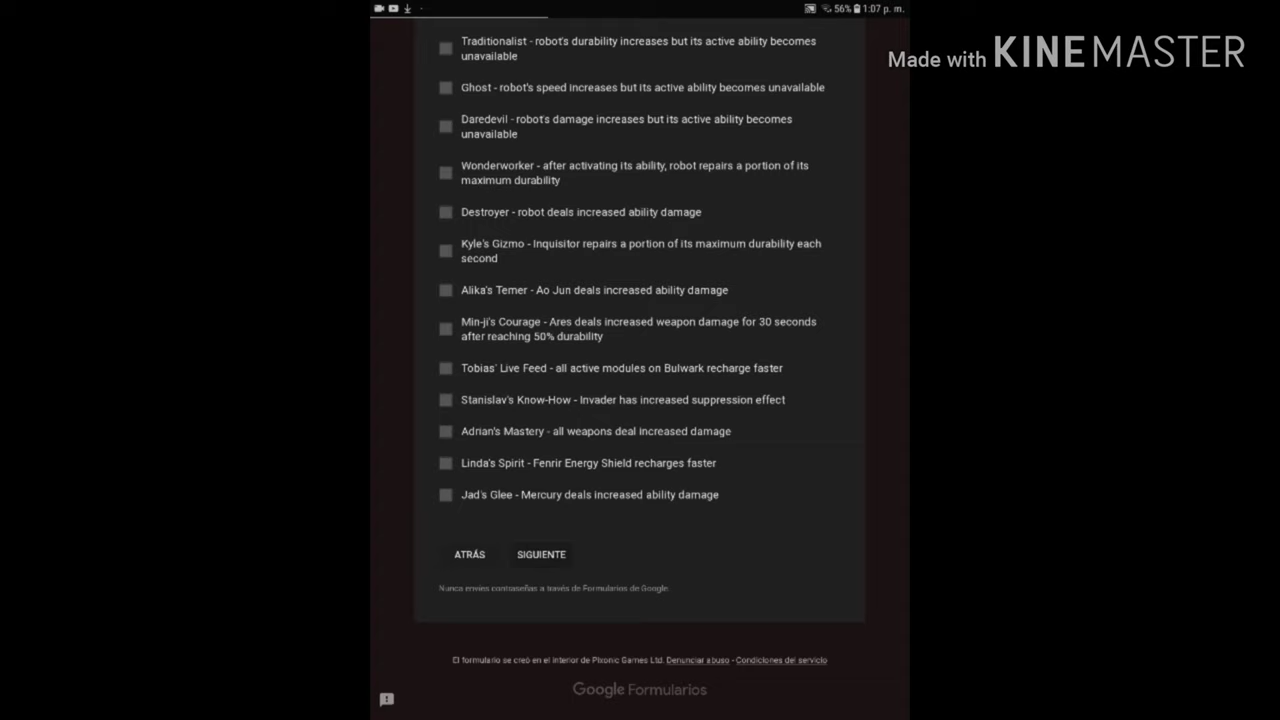 56% 1:07 p. m.
Made with KINEMASTER
Traditionalist - robot's durability increases but its active ability becomes
unavailable
Ghost - robot's speed increases but its active ability becomes unavailable
Daredevil - robot's damage increases but its active ability becomes
unavailable
Wonderworker - after activating its ability, robot repairs a portion of its
maximum durability
Destroyer - robot deals increased ability damage
Kyle's Gizmo - Inquisitor repairs a portion of its maximum durability each
second
Alika's Temer - Ao Jun deals increased ability damage
Min-ji's Courage - Ares deals increased weapon damage for 30 seconds
after reaching 50% durability
Tobias' Live Feed - all active modules on Bulwark recharge faster
Stanislav's Know-How - Invader has increased suppression effect
Adrian's Mastery - all weapons deal increased damage
Linda's Spirit - Fenrir Energy Shield recharges faster
Jad's Glee - Mercury deals increased ability damage
ATRÁS SIGUIENTE
Nunca envíes contraseñas a través de Formularios de Google.
El formulario se creó en el interior de Pixonic Games Ltd. Denunciar abuso - Condiciones del servicio
Google Formularios